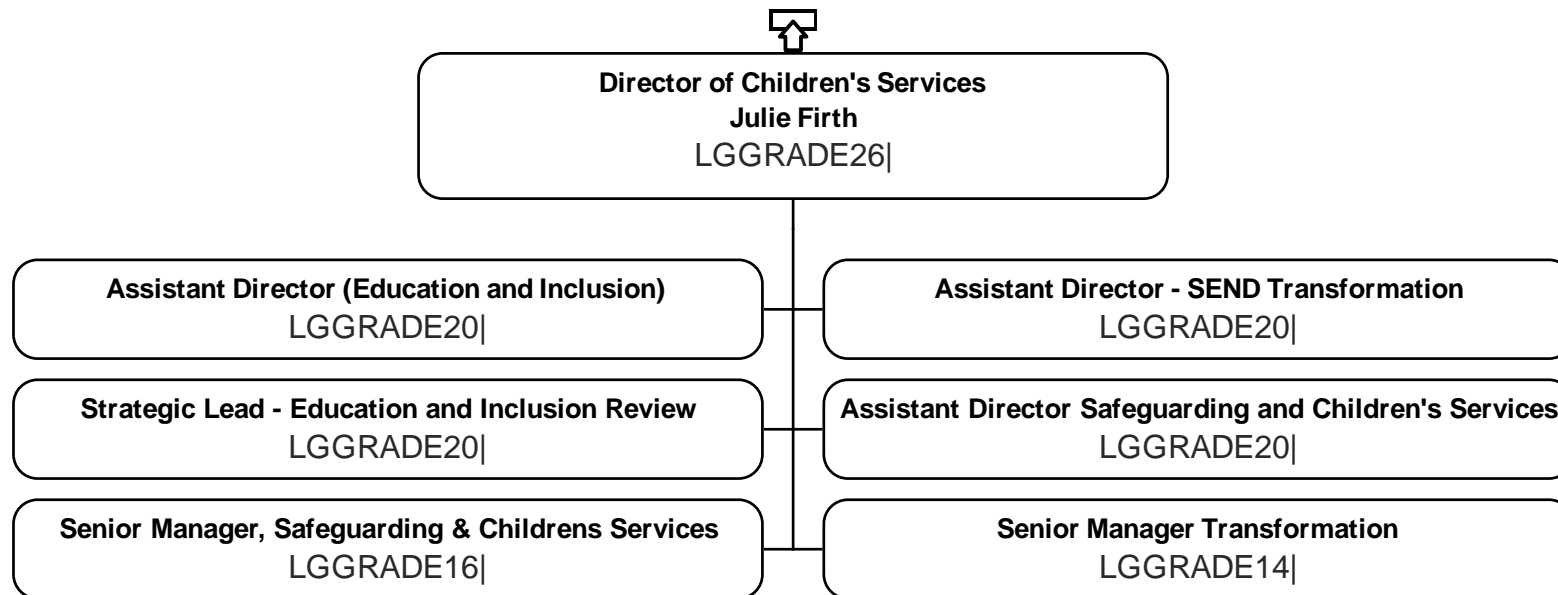 Director of Children's Services
Julie Firth
LGGRADE26|
Assistant Director (Education and Inclusion)
LGGRADE20|
Assistant Director - SEND Transformation
LGGRADE20|
Strategic Lead - Education and Inclusion Review
LGGRADE20|
Assistant Director Safeguarding and Children's Services
LGGRADE20|
Senior Manager, Safeguarding & Childrens Services
LGGRADE16|
Senior Manager Transformation
LGGRADE14|